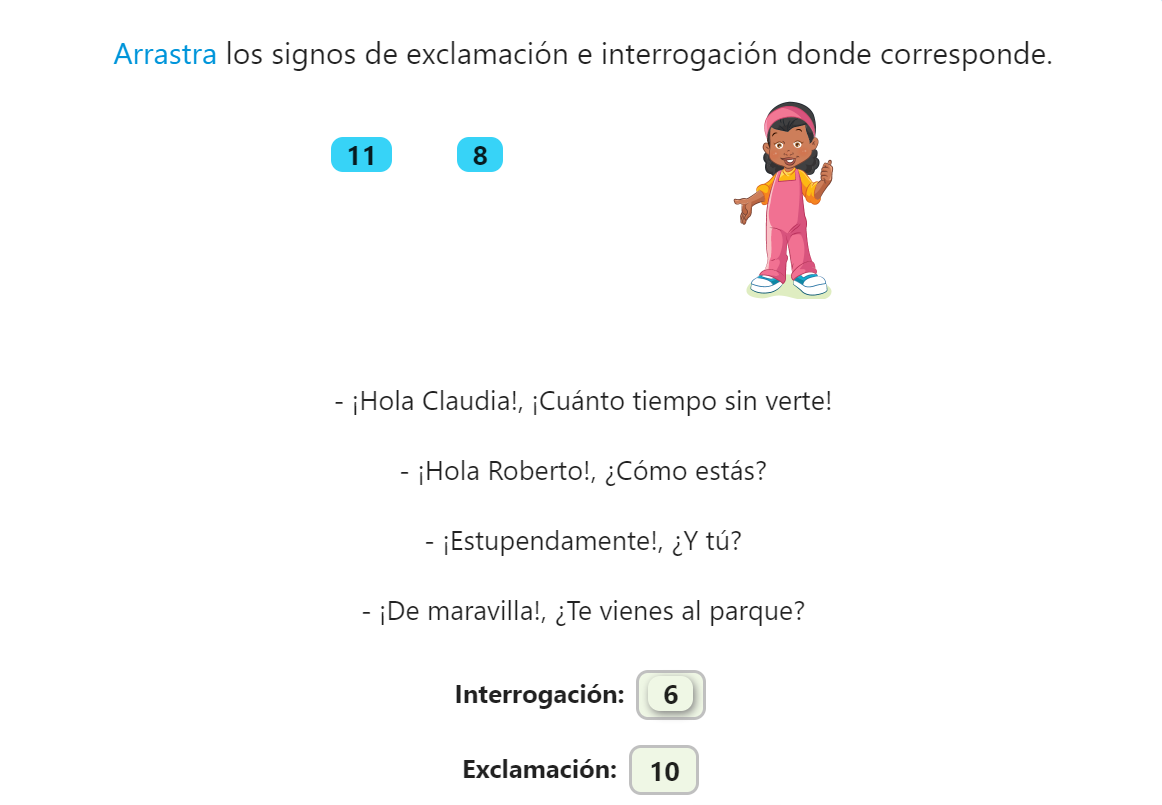 Arrastra los signos de exclamación e interrogación donde corresponde.
11 8
- ¡Hola Claudia!, ¡Cuánto tiempo sin verte!
- ¡Hola Roberto!, ¿Cómo estás?
- ¡Estupendamente!, ¿Y tú?
- ¡De maravilla!, ¿Te vienes al parque?
Interrogación: 6
Exclamación: 10